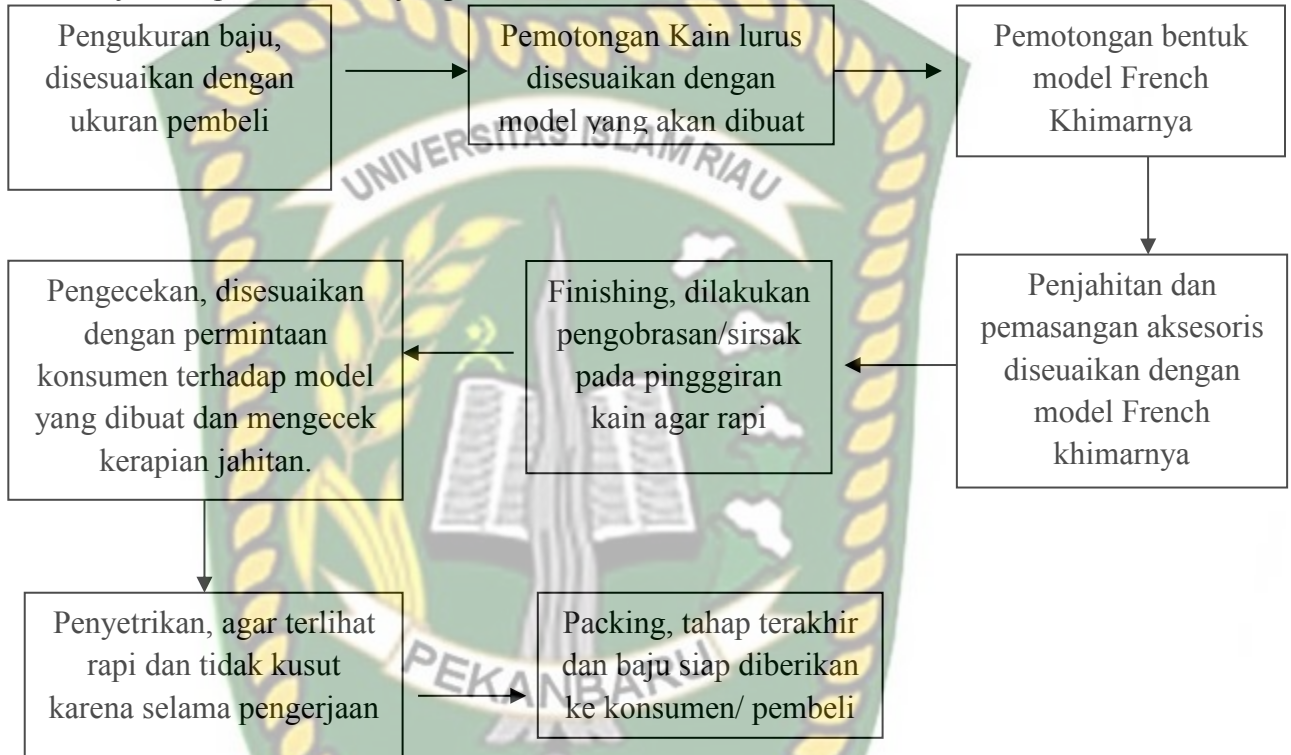 Pengukuran baju,
disesuaikan dengan
ukuran pembeli
Pemotongan Kain lurus
disesuaikan dengan
model yang akan dibuat
Pemotongan bentuk
model French
Khimarnya
Penjahitan dan
pemasangan aksesoris
diseuaikan dengan
model French
khimarnya
Finishing, dilakukan
pengobrasan/sirsak
pada pingggiran
kain agar rapi
Pengecekan, disesuaikan
dengan permintaan
konsumen terhadap model
yang dibuat dan mengecek
kerapian jahitan.
Penyetrikan, agar terlihat
rapi dan tidak kusut
karena selama pengerjaan
Packing, tahap terakhir
dan baju siap diberikan
ke konsumen/ pembeli
UNIVERSITAS ISLAM RIAU
PEKANBARU